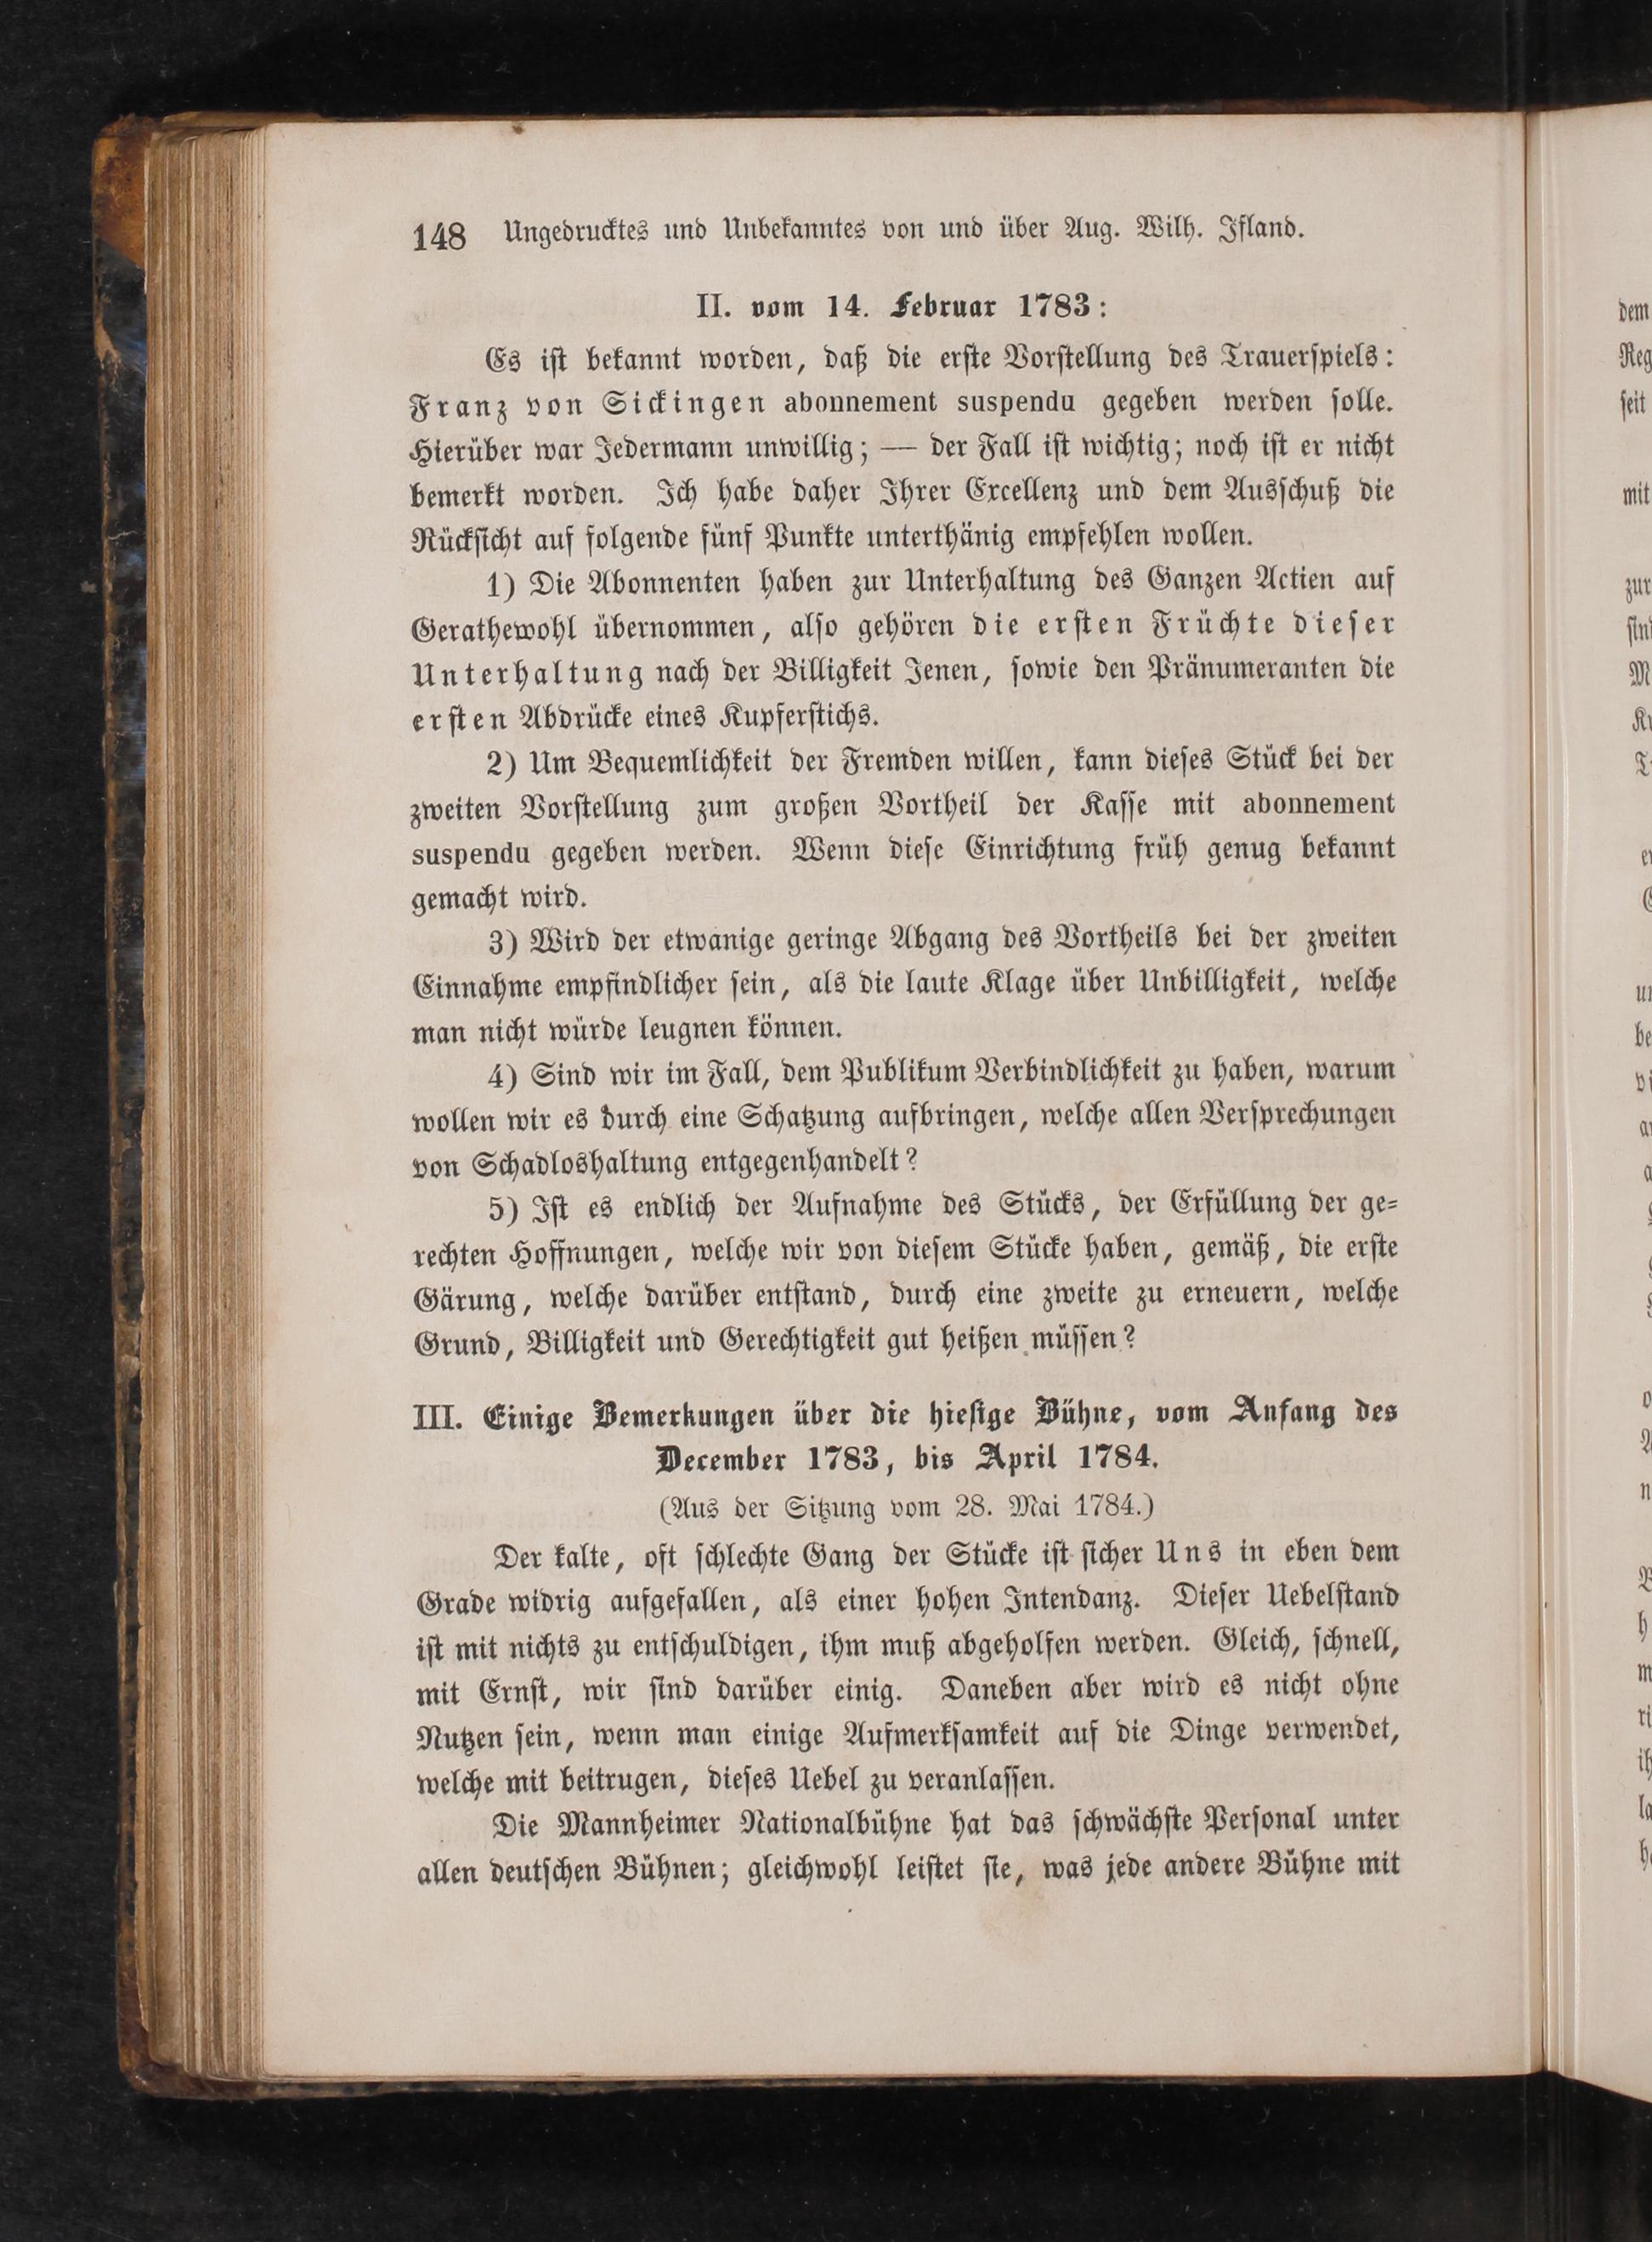 148 Ungedrucktes und Unbekanntes von und über Aug. Wilh. Ifland.
II. vom 14. Februar 1783:
Es ist bekannt worden, daß die erste Vorstellung des Trauerspiels:
Franz von Sickingen abonnement suspendu gegeben werden solle.
Hierüber war Jedermann unwillig; — der Fall ist wichtig; noch ist er nicht
bemerkt worden. Ich habe daher Ihrer Excellenz und dem Ausschuß die
Rücksicht auf folgende fünf Punkte unterthänig empfehlen wollen.
1) Die Abonnenten haben zur Unterhaltung des Ganzen Actien auf
Gerathewohl übernommen, also gehören die ersten Früchte dieser
Unterhaltung nach der Billigkeit Jenen, sowie den Pränumeranten die
ersten Abdrücke eines Kupferstichs.
2) Um Bequemlichkeit der Fremden willen, kann dieses Stück bei der
zweiten Vorstellung zum großen Vortheil der Kasse mit abonnement
suspendu gegeben werden. Wenn diese Einrichtung früh genug bekannt
gemacht wird.
3) Wird der etwanige geringe Abgang des Vortheils bei der zweiten
Einnahme empfindlicher sein, als die laute Klage über Unbilligkeit, welche
man nicht würde leugnen können.
4) Sind wir im Fall, dem Publikum Verbindlichkeit zu haben, warum
wollen wir es durch eine Schatzung aufbringen, welche allen Versprechungen
von Schadloshaltung entgegenhandelt?
5) Ist es endlich der Aufnahme des Stücks, der Erfüllung der ge-
rechten Hoffnungen, welche wir von diesem Stücke haben, gemäß, die erste
Gärung, welche darüber entstand, durch eine zweite zu erneuern, welche
Grund, Billigkeit und Gerechtigkeit gut heißen müssen?
III. Einige Bemerkungen über die hiesige Bühne, vom Anfang des
December 1783, bis April 1784.
(Aus der Sitzung vom 28. Mai 1784.)
Der kalte, oft schlechte Gang der Stücke ist sicher Uns in eben dem
Grade widrig aufgefallen, als einer hohen Intendanz. Dieser Uebelstand
ist mit nichts zu entschuldigen, ihm muß abgeholfen werden. Gleich, schnell,
mit Ernst, wir sind darüber einig. Daneben aber wird es nicht ohne
Nutzen sein, wenn man einige Aufmerksamkeit auf die Dinge verwendet,
welche mit beitrugen, dieses Uebel zu veranlassen.
Die Mannheimer Nationalbühne hat das schwächste Personal unter
allen deutschen Bühnen; gleichwohl leistet sie, was jede andere Bühne mit
dem
seit
mit